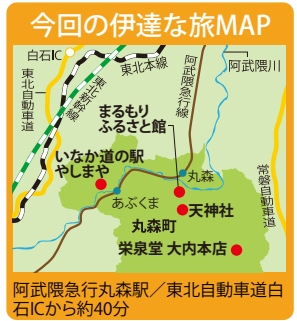 今回の伊達な旅MAP
白石IC
東北本線
阿武隈急行線
阿武隈川
東北自動車道
東北新幹線
まるもり
ふるさと館
いなか道の駅
やしまや
丸森
あぶくま
天神社
丸森町
常磐自動車道
栄泉堂 大内本店
阿武隈急行丸森駅／東北自動車道白
石ICから約40分